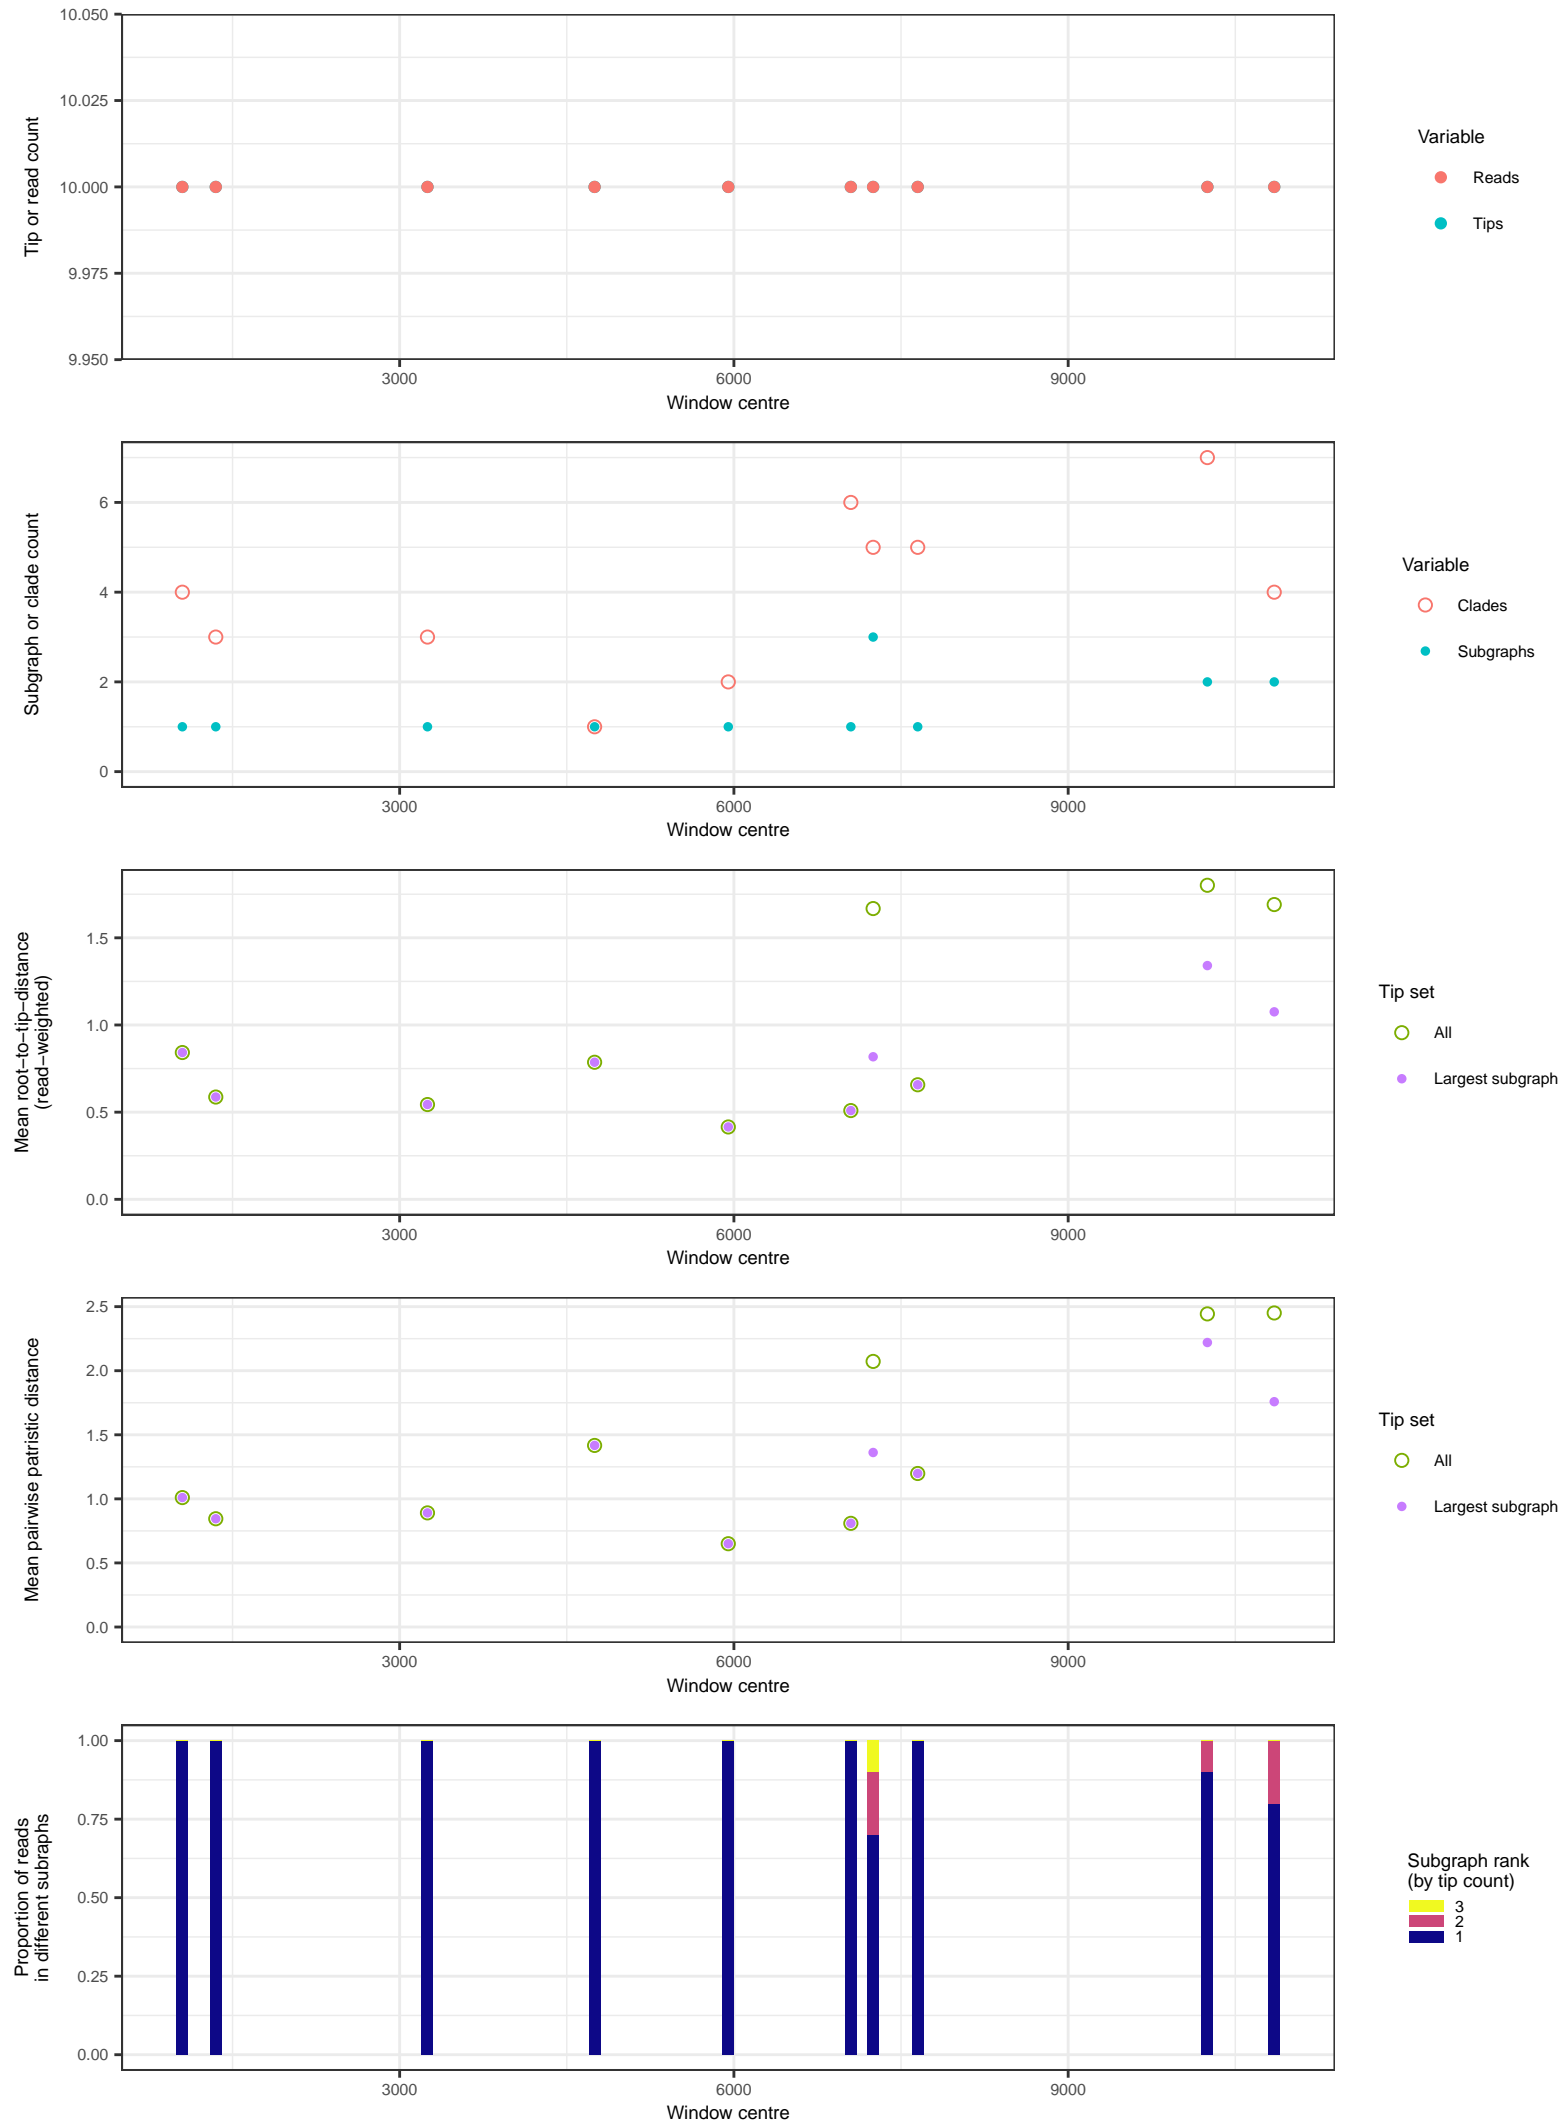 10.050
10.025
10.000
9.975
9.950
Tip or read count
3000
6000
9000
Window centre
Variable
Reads
Tips
6
4
2
0
Subgraph or clade count
3000
6000
9000
Window centre
Variable
Clades
Subgraphs
1.5
1.0
0.5
0.0
Mean root−to−tip−distance
(read−weighted)
3000
6000
9000
Window centre
Tip set
All
Largest subgraph
2.5
2.0
1.5
1.0
0.5
0.0
Mean pairwise patristic distance
3000
6000
9000
Window centre
Tip set
All
Largest subgraph
1.00
0.75
0.50
0.25
0.00
Proportion of reads
in different subraphs
3000
6000
9000
Window centre
Subgraph rank
(by tip count)
3
2
1